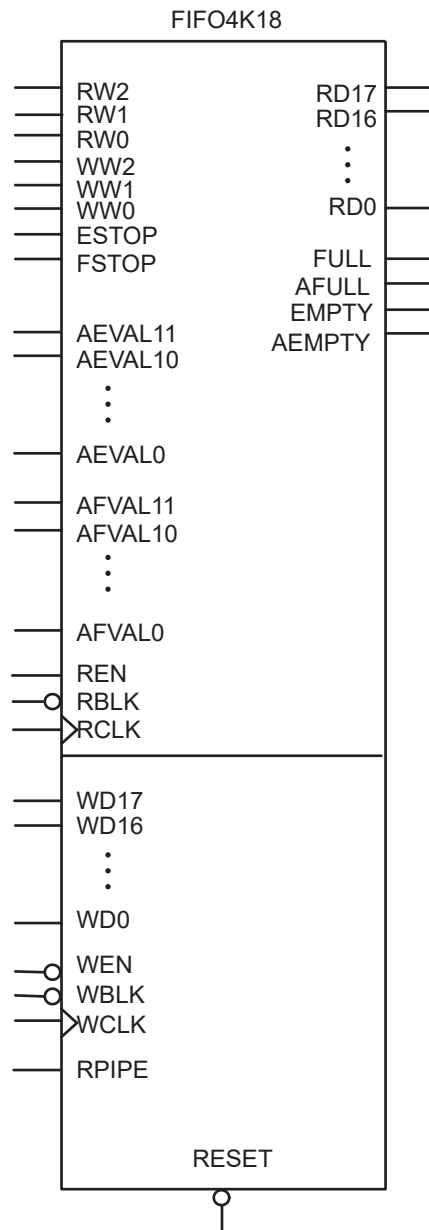 FIFO4K18
RW2
RW1
RW0
WW2
WW1
WW0
ESTOP
FSTOP
AEVAL11
AEVAL10
AEVAL0
AFVAL11
AFVAL10
AFVAL0
REN
RBLK
RCLK
RD17
RD16
RD0
FULL
AFULL
EMPTY
AEMPTY
WD17
WD16
WD0
WEN
WBLK
WCLK
RPIPE
RESET